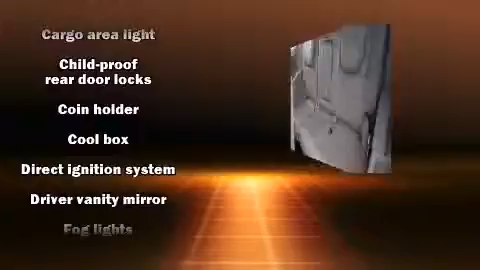 Cargo area light
Child-proof
rear door locks
Coin holder
Cool box
Direct ignition system
Driver vanity mirror
Fog lights